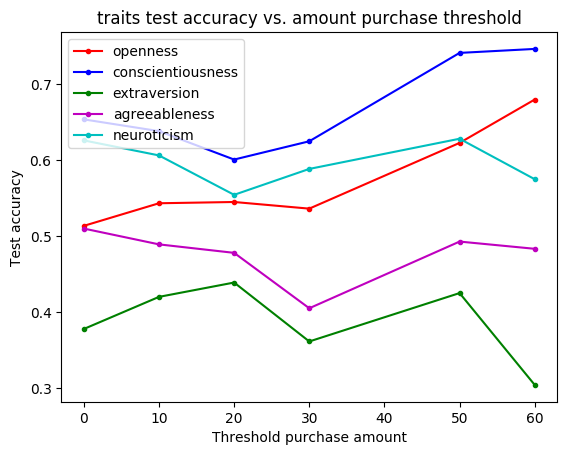 traits test accuracy vs. amount purchase threshold
openness
conscientiousness
extraversion
agreeableness
neurotism
0.7
0.6
0.5
0.4
0.3
Test accuracy
0 10 20 30 40 50 60
Threshold purchase amount